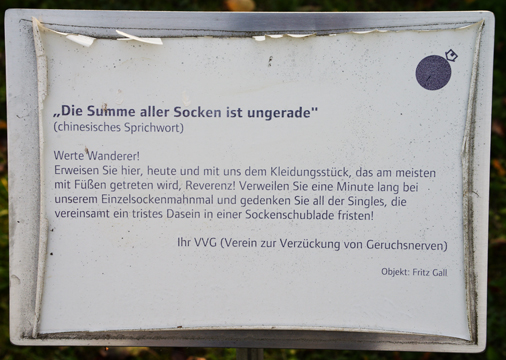 „Die Summe aller Socken ist ungerade"
(chinesisches Sprichwort)
Werte Wanderer!
Erweisen Sie hier, heute und mit uns dem Kleidungsstück, das am meisten
mit Füßen getreten wird, Reverenz! Verweilen Sie eine Minute lang bei
unserem Einzelsockenmahnmal und gedenken Sie all der Singles, die
vereinsamt ein tristes Dasein in einer Sockenschublade fristen!
Ihr VVG (Verein zur Verzückung von Geruchsnerven)
Objekt: Fritz Gall